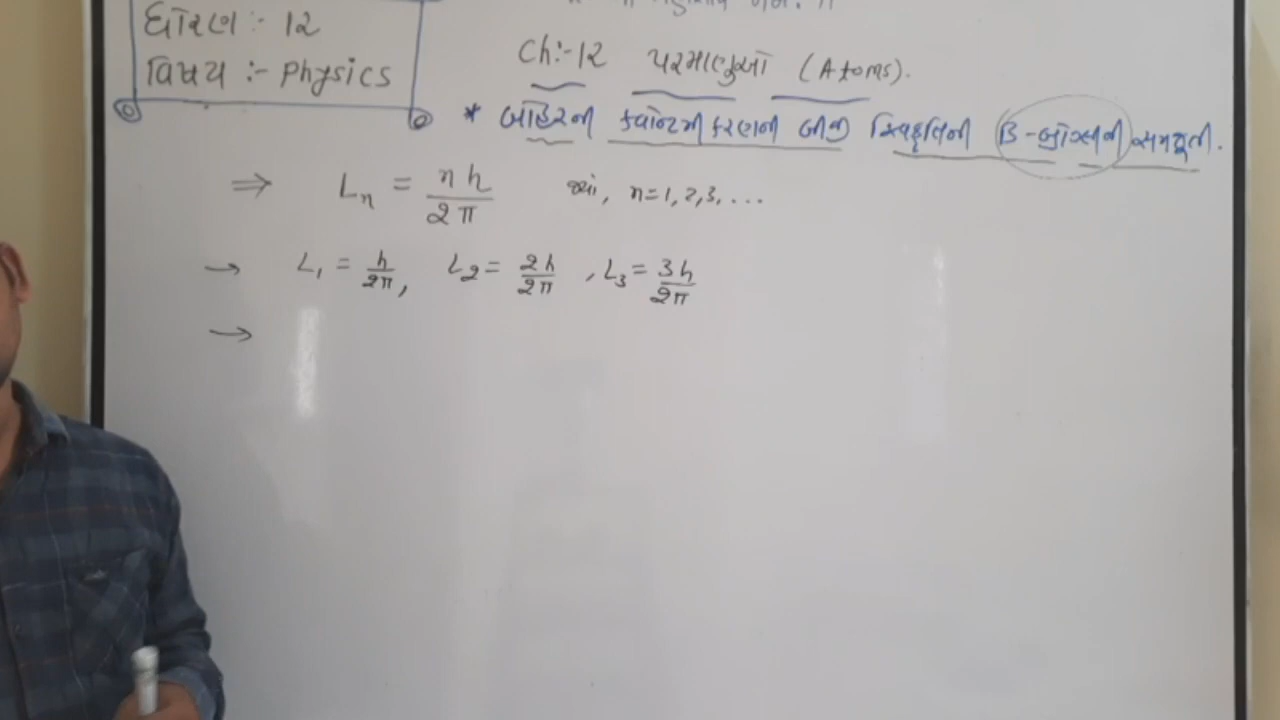 ધોરણ :- 12
વિષય :- Physics
Ch:-12 પરમાણુઓ (Atoms).
* બોહરની ક્વોન્ટમીકરણની બીજી સ્વિકૃતિની ડિ-બ્રોગ્લીની સમજૂતી.
⇒ Lₙ = nh/2π જ્યાં, n=1,2,3,...
→ L₁ = h/2π, L₂ = 2h/2π , L₃ = 3h/2π
→